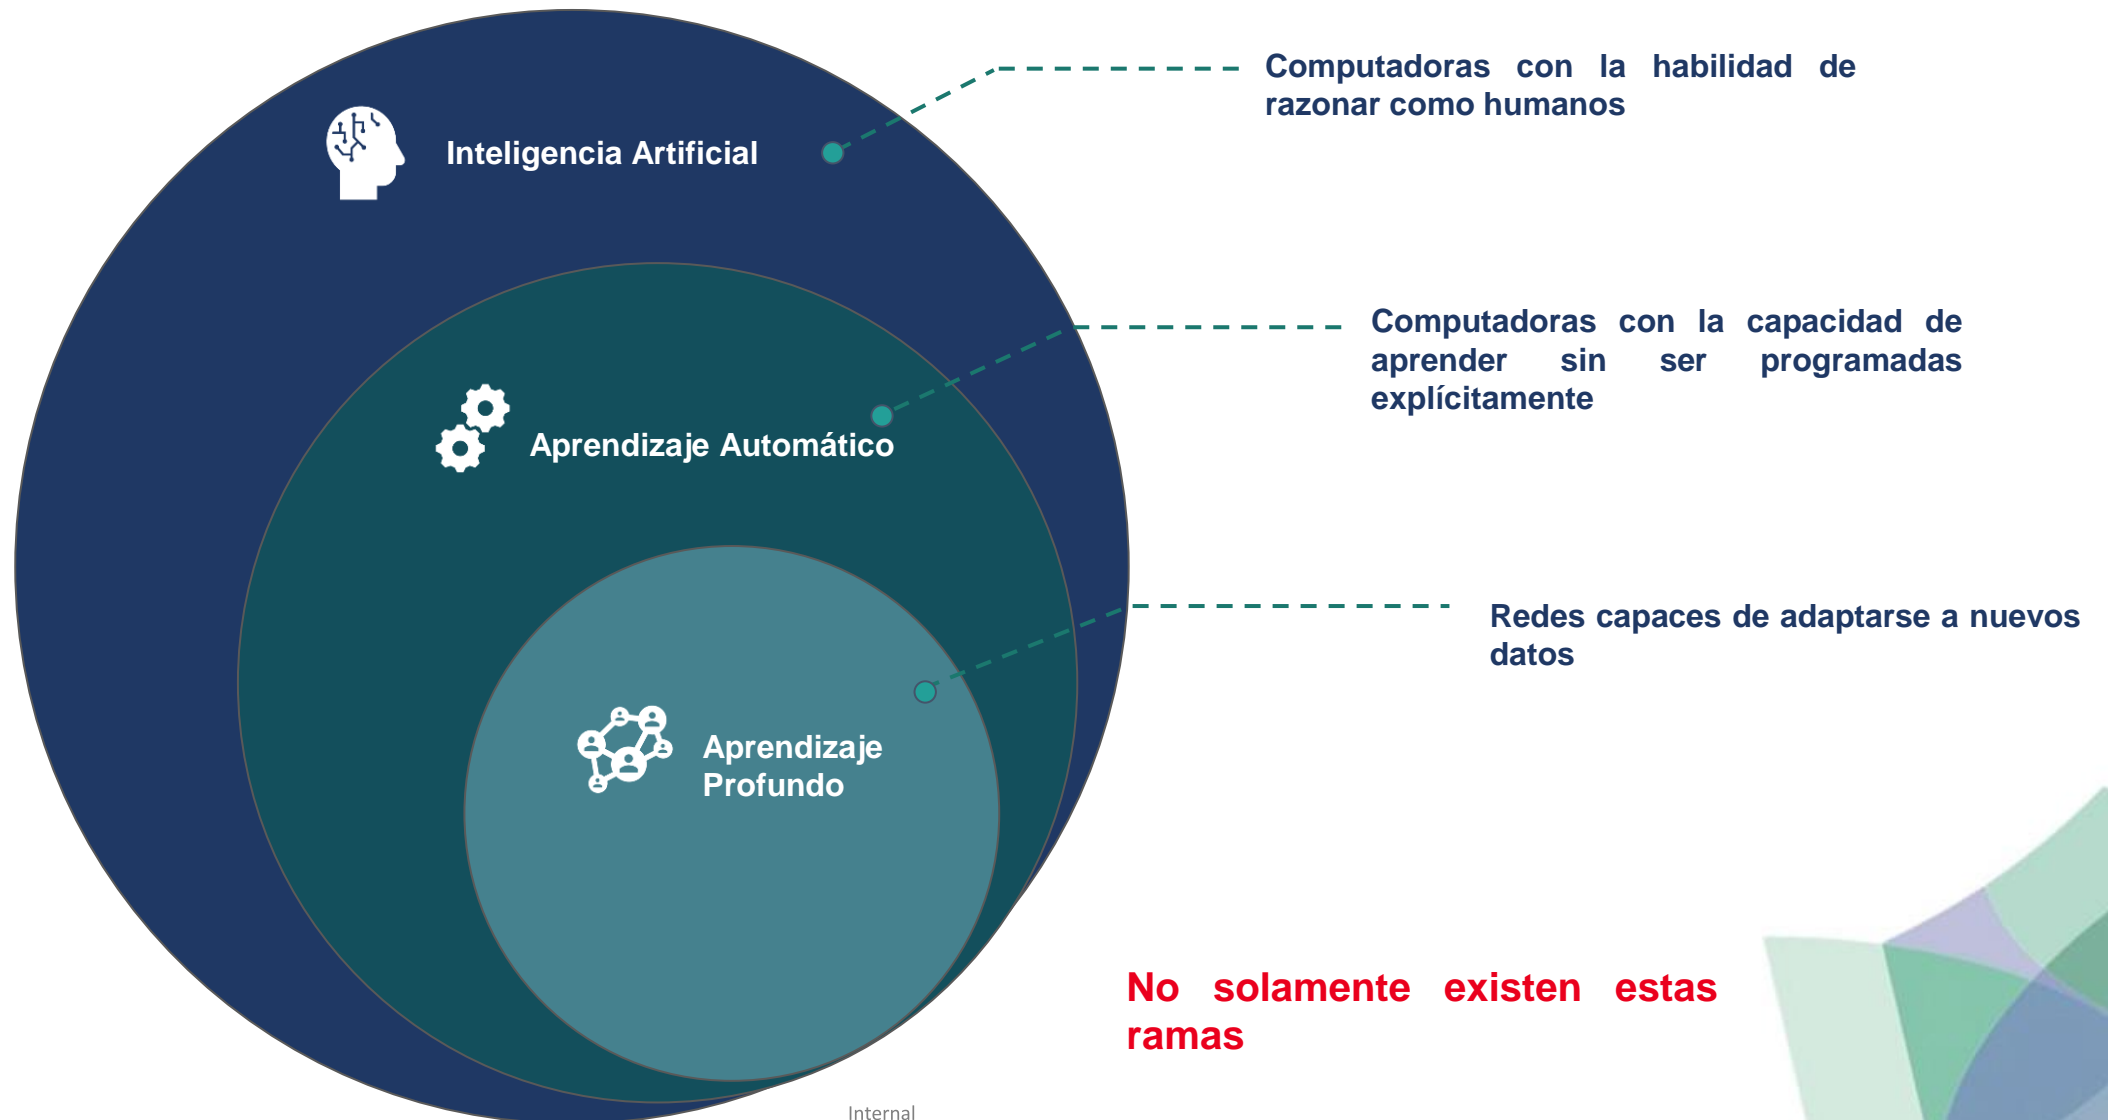 Computadoras con la habilidad de
razonar como humanos
Inteligencia Artificial
Computadoras con la capacidad de
aprender sin ser programadas
explícitamente
Aprendizaje Automático
Redes capaces de adaptarse a nuevos
datos
Aprendizaje
Profundo
No solamente existen estas
ramas
Internal